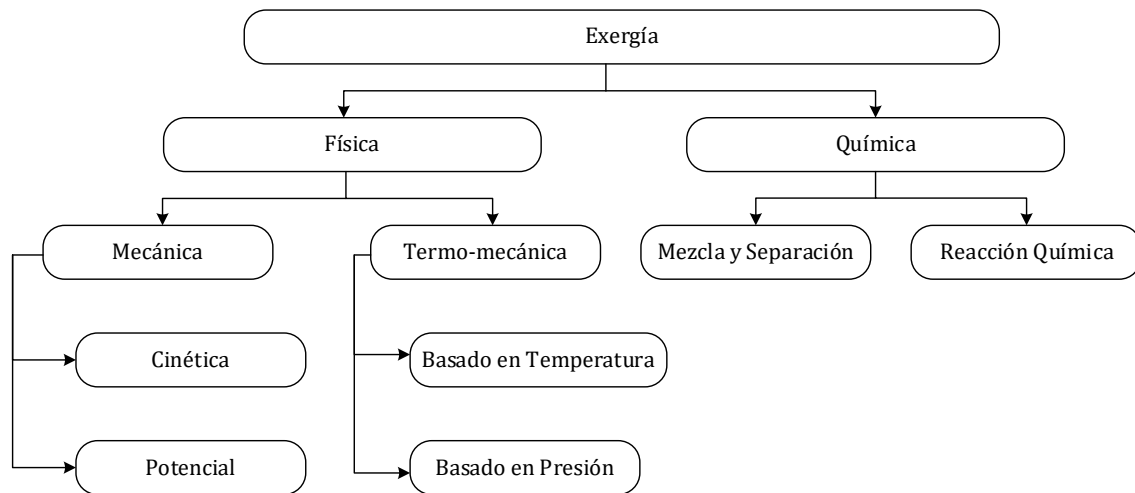 Exergía
Física
Química
Mecánica
Termo-mecánica
Mezcla y Separación
Reacción Química
Cinética
Basado en Temperatura
Potencial
Basado en Presión